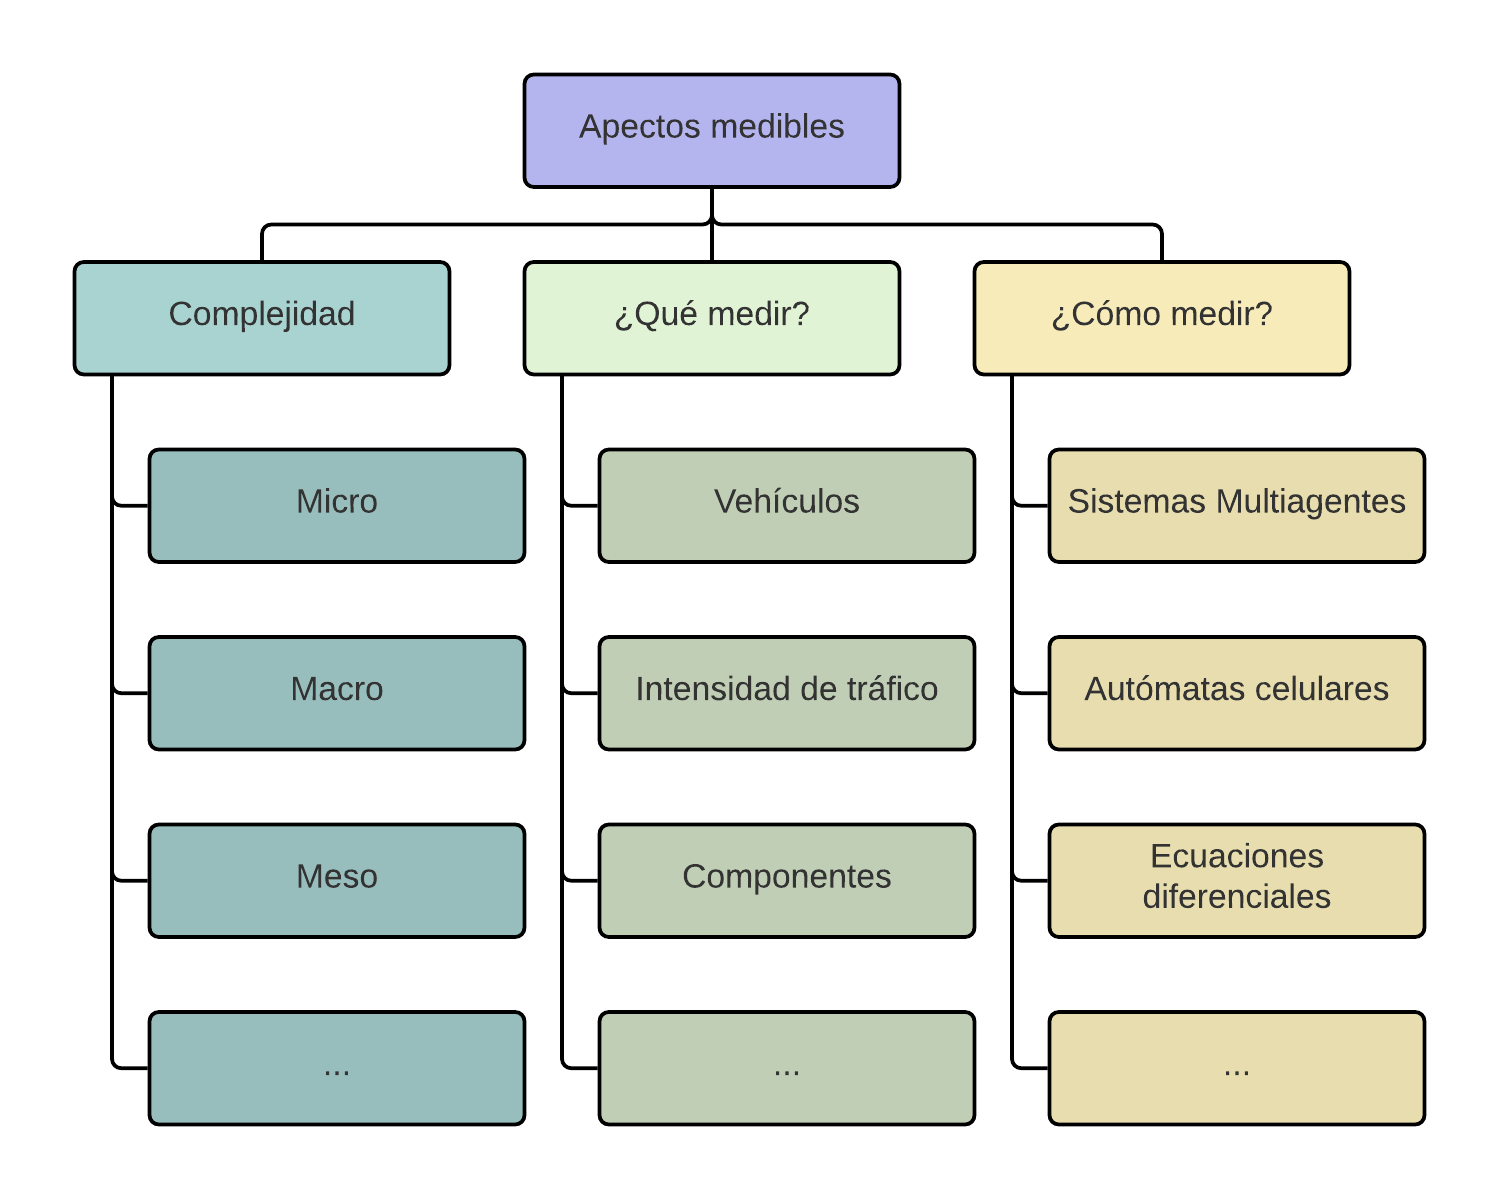 Apectos medibles
Complejidad
¿Qué medir?
¿Cómo medir?
Micro
Vehículos
Sistemas Multiagentes
Macro
Intensidad de tráfico
Autómatas celulares
Meso
Componentes
Ecuaciones
diferenciales
...
...
...